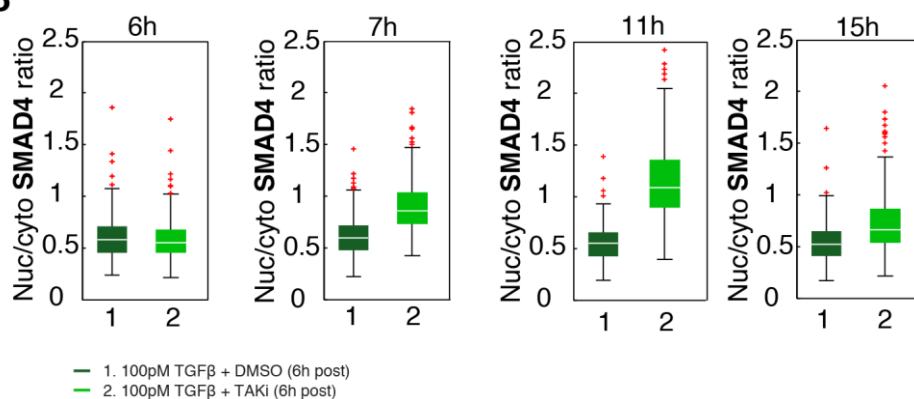 6h
7h
11h
15h
Nuc/cyto SMAD4 ratio
2.5
2
1.5
1
0.5
0
1 2
Nuc/cyto SMAD4 ratio
2.5
2
1.5
1
0.5
0
1 2
Nuc/cyto SMAD4 ratio
2.5
2
1.5
1
0.5
0
1 2
Nuc/cyto SMAD4 ratio
2.5
2
1.5
1
0.5
0
1 2
1. 100pM TGFβ + DMSO (6h post)
2. 100pM TGFβ + TAKi (6h post)